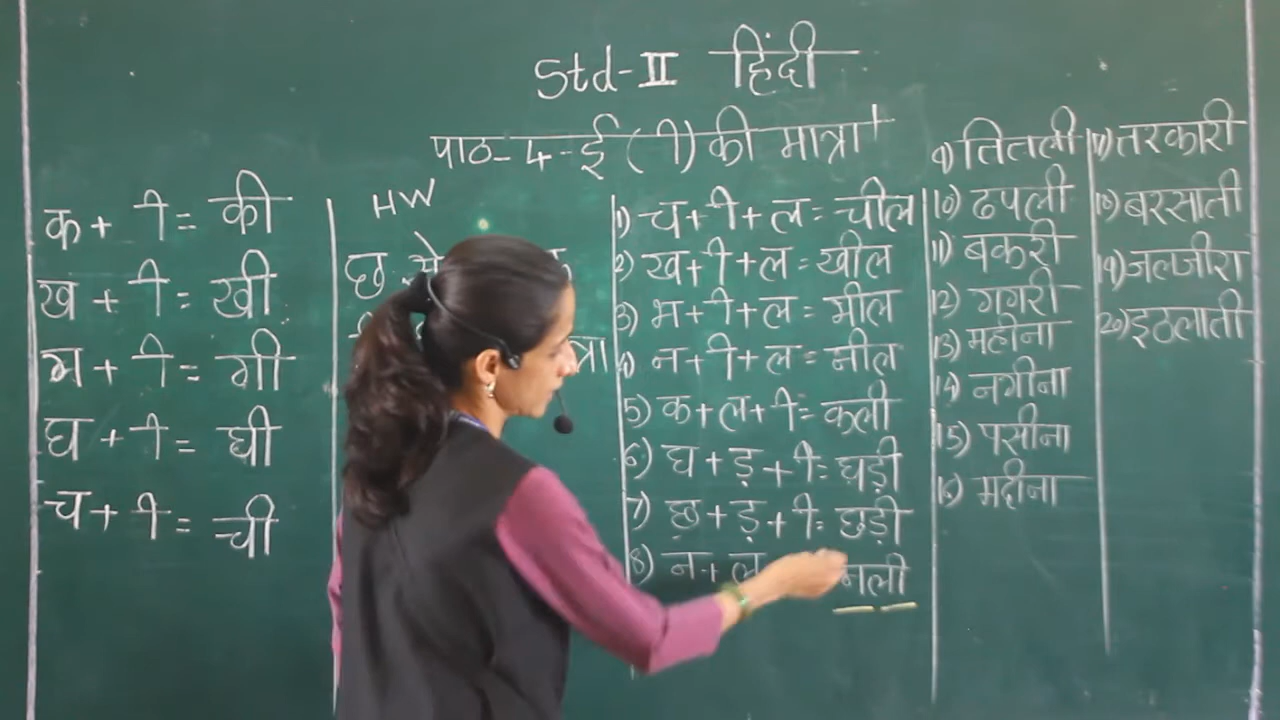 Std-II हिंदी
पाठ-4-ई (ी) की मात्रा
क + ी = की
ख + ी = खी
ग + ी = गी
घ + ी = घी
च + ी = ची
HW
छ से
त्रा
1) च+ी+ल= चील
2) ख+ी+ल= खील
3) म+ी+ल= मील
4) न+ी+ल= नील
5) क+ल+ी= कली
6) घ+ड़+ी= घड़ी
7) छ+ड़+ी= छड़ी
8) न+ल नली
9) तितली
10) ढपली
11) बकरी
12) गगरी
13) महीना
14) नगीना
15) पसीना
16) मदीना
17) तरकारी
18) बरसाती
19) जलजीरा
20) इठलाती